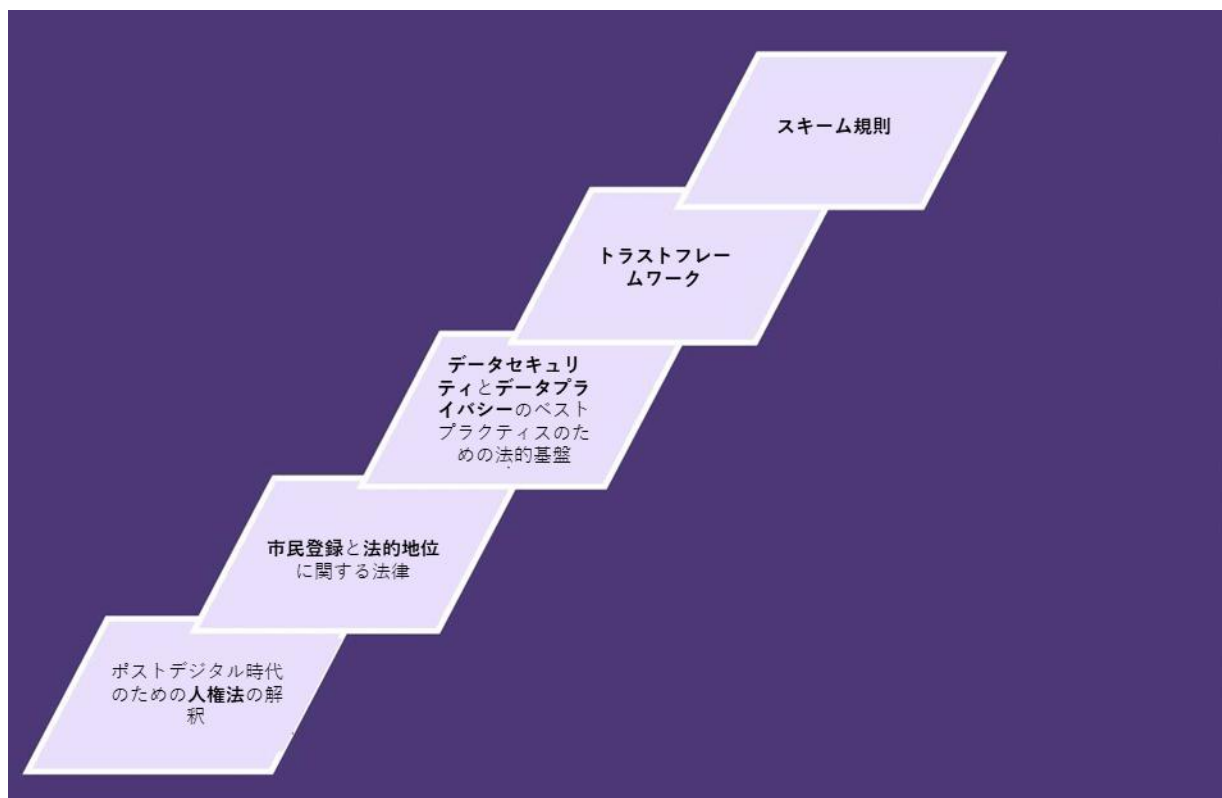 スキーム規則
トラストフレー
ムワーク
データセキュリ
ティとデータプラ
イバシーのベスト
プラクティスのた
めの法的基盤
市民登録と法的地位
に関する法律
ポストデジタル時代
のための人権法の解
釈